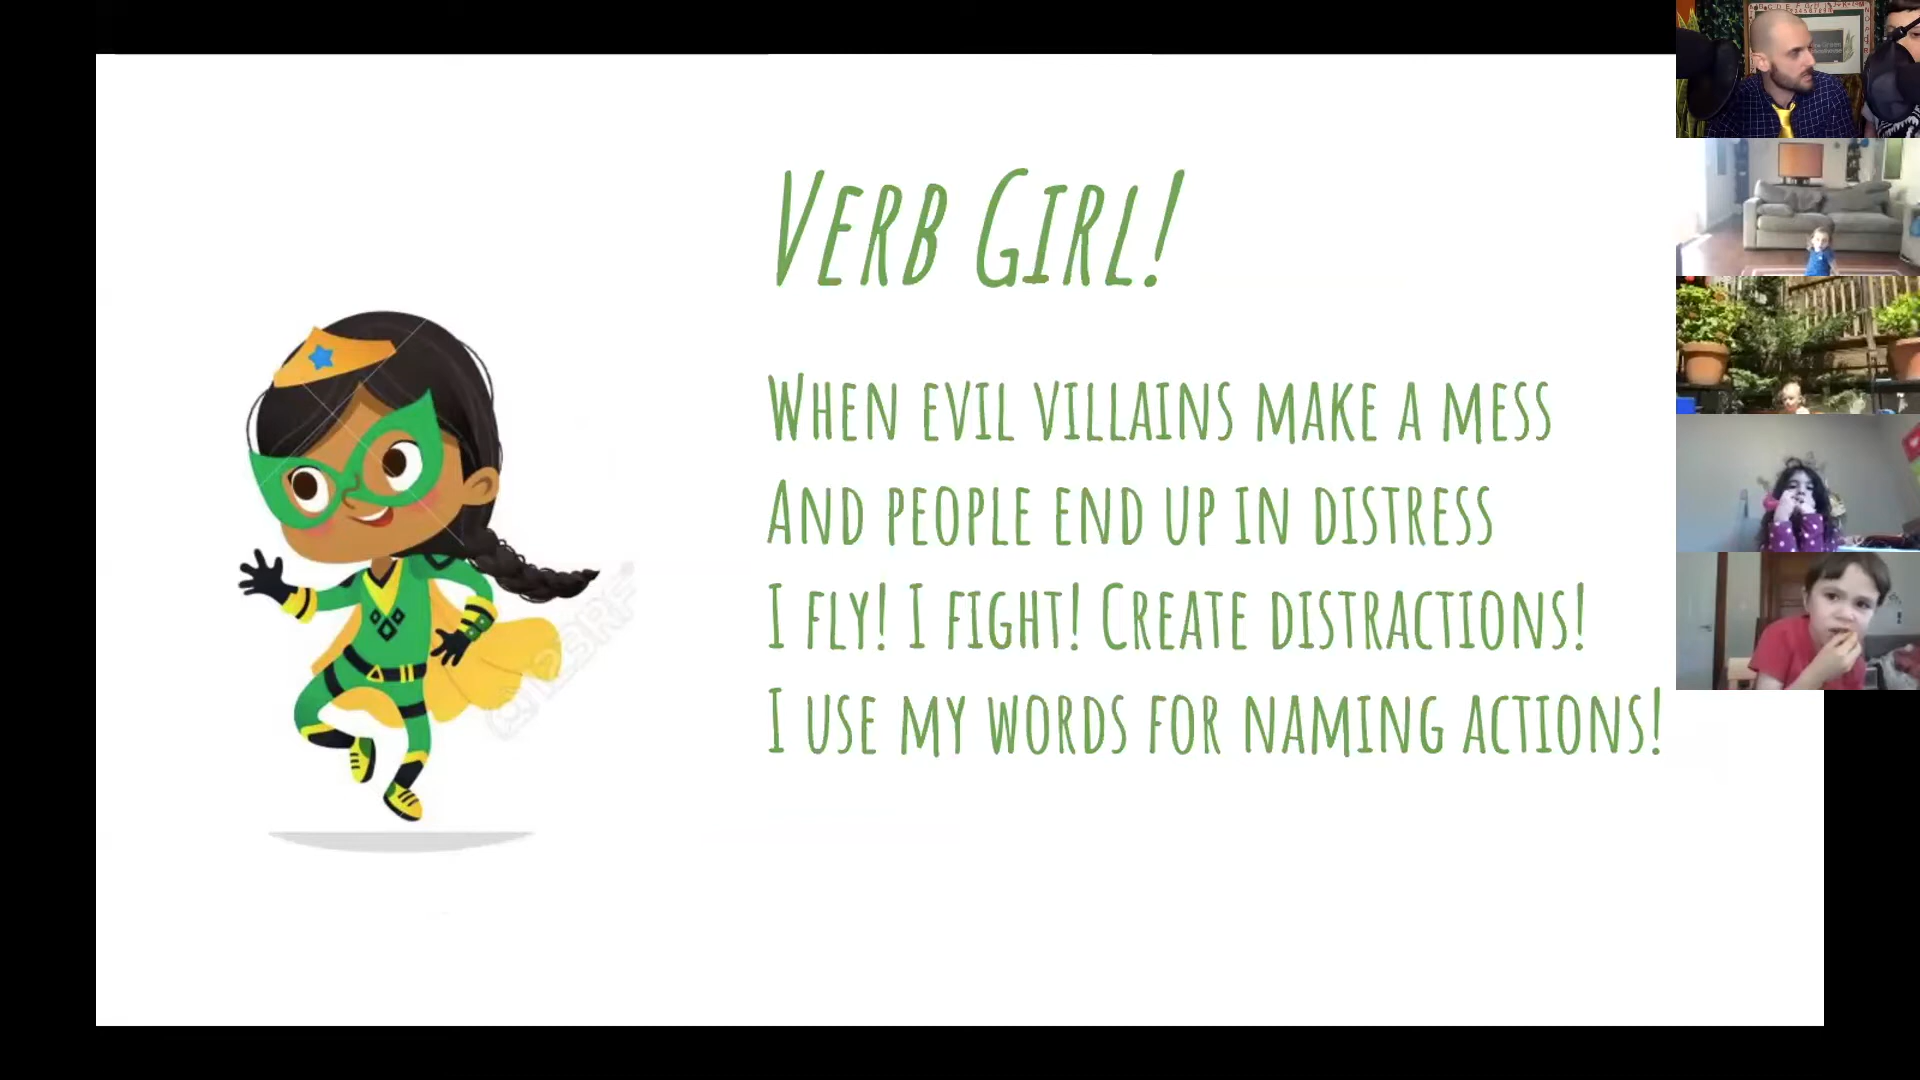 VERB GIRL!
WHEN EVIL VILLAINS MAKE A MESS
AND PEOPLE END UP IN DISTRESS
I FLY! I FIGHT! CREATE DISTRACTIONS!
I USE MY WORDS FOR NAMING ACTIONS!
@123RF